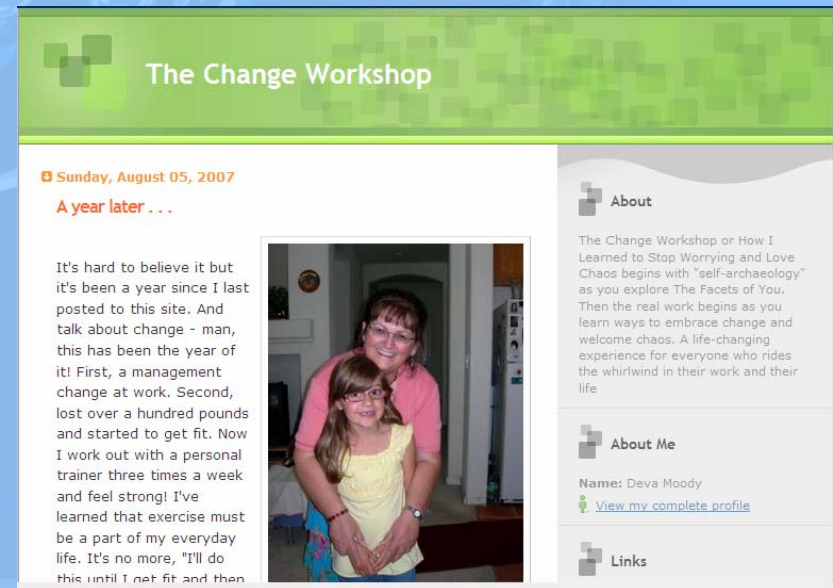 The Change Workshop
Sunday, August 05, 2007
A year later . . .
It's hard to believe it but
it's been a year since I last
posted to this site. And
talk about change - man,
this has been the year of
it! First, a management
change at work. Second,
lost over a hundred pounds
and started to get fit. Now
I work out with a personal
trainer three times a week
and feel strong! I've
learned that exercise must
be a part of my everyday
life. It's no more, "I'll do
this until I get fit and then
About
The Change Workshop or How I
Learned to Stop Worrying and Love
Chaos begins with "self-archaeology"
as you explore The Facets of You.
Then the real work begins as you
learn ways to embrace change and
welcome chaos. A life-changing
experience for everyone who rides
the whirlwind in their work and their
life
About Me
Name: Deva Moody
View my complete profile
Links